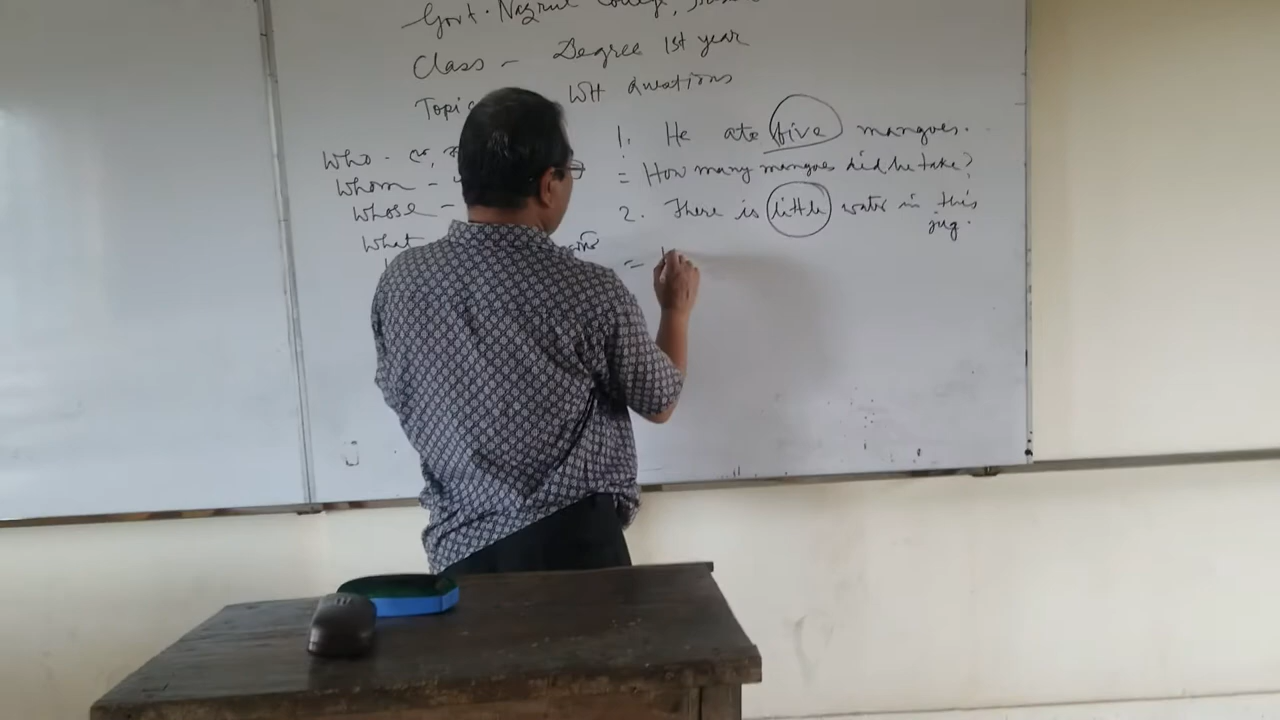 Govt. Nazrul College,
Class - Degree 1st year
Topic WH Questions
Who - কে,
Whom -
Whose -
What
1. He ate five mangoes.
= How many mangoes did he take?
2. There is little water in this
jug.
=